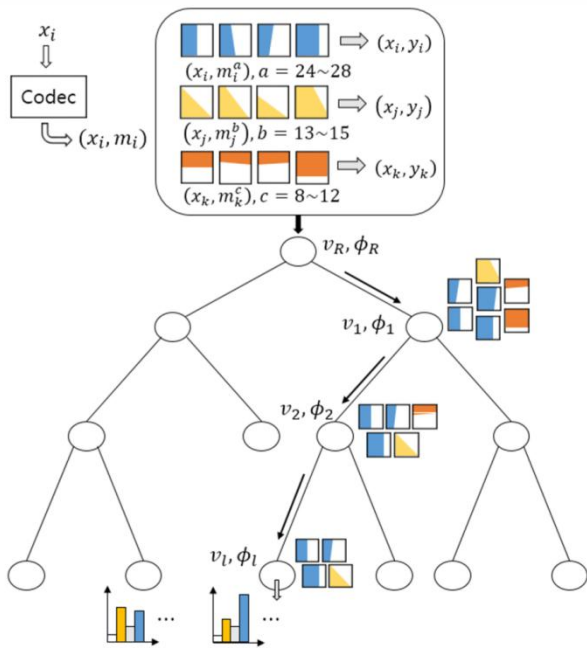 x_i
Codec
(x_i, m_i)
(x_i, m_i^a), a = 24~28
(x_i, y_i)
(x_j, m_j^b), b = 13~15
(x_j, y_j)
(x_k, m_k^c), c = 8~12
(x_k, y_k)
v_R, ϕ_R
v_1, ϕ_1
v_2, ϕ_2
v_l, ϕ_l
...
...